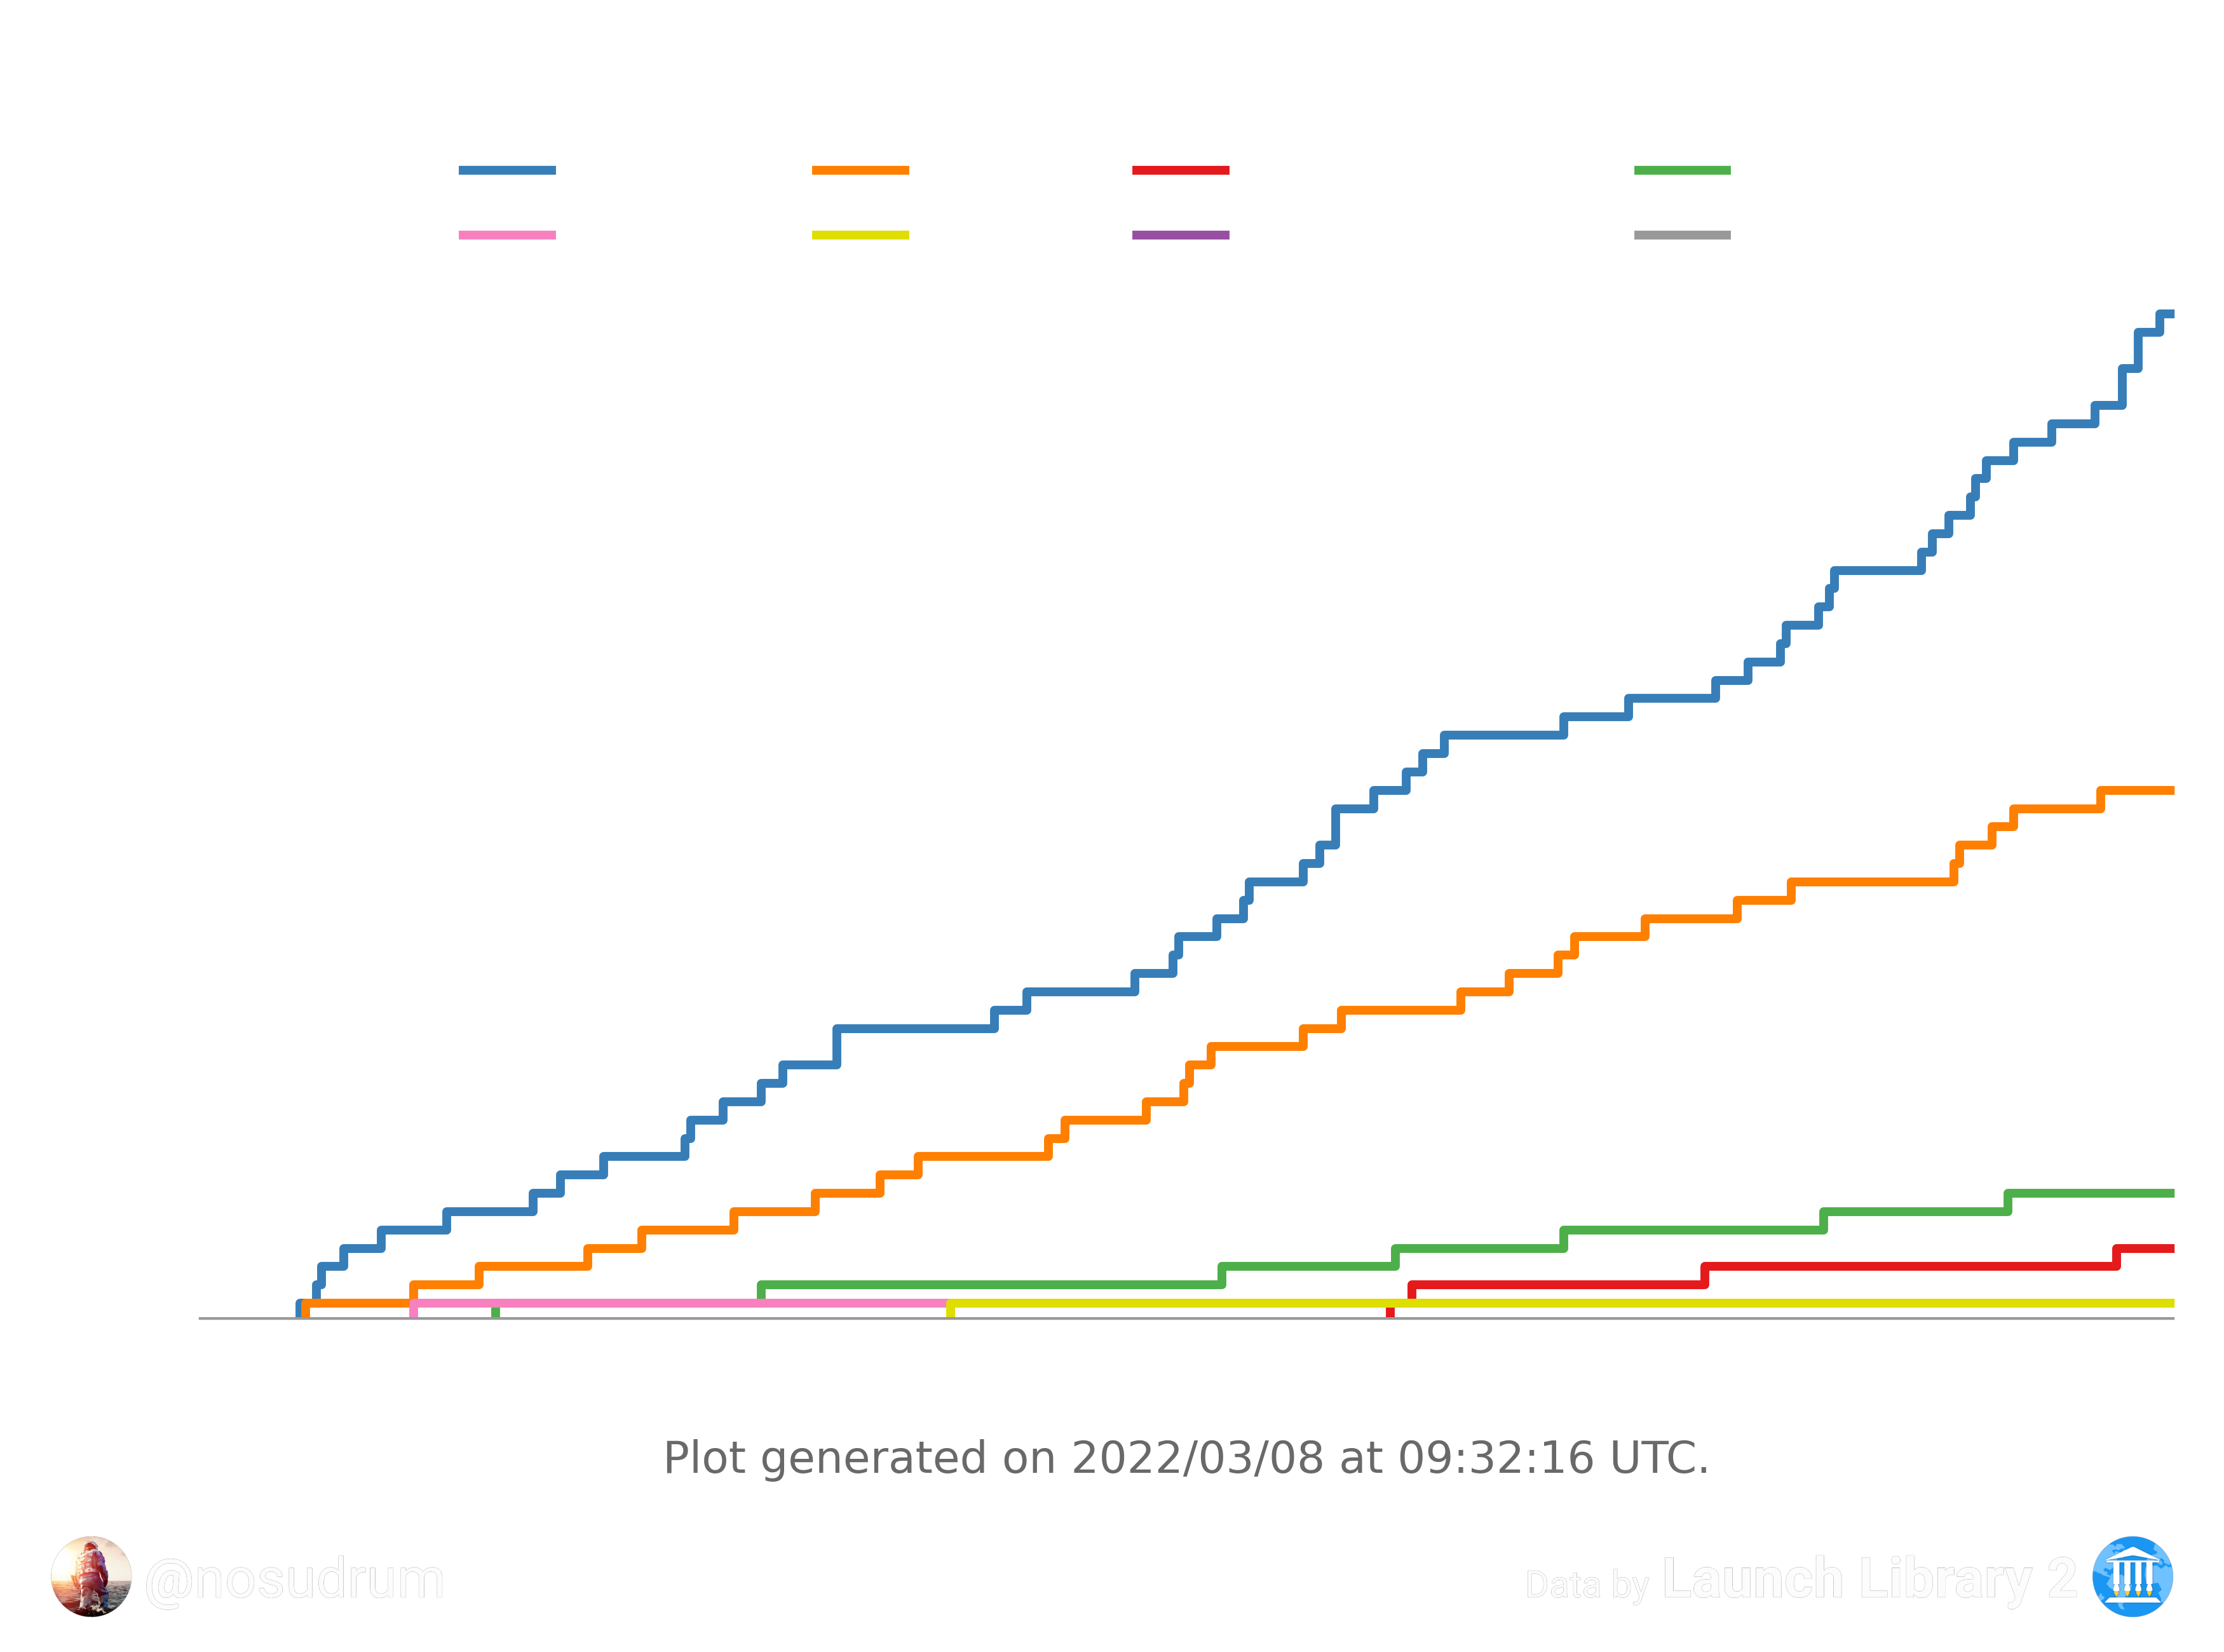 Plot generated on 2022/03/08 at 09:32:16 UTC.
@nosudrum
Data by Launch Library 2